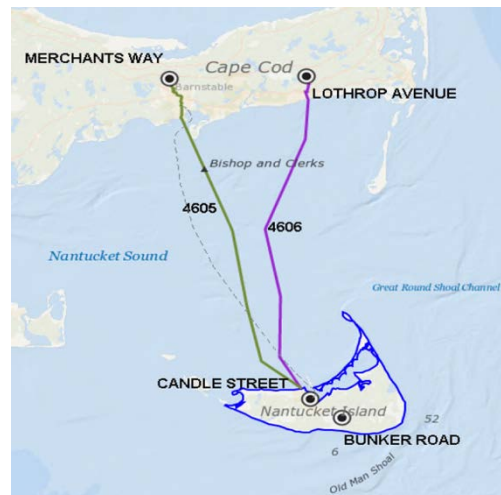 MERCHANTS WAY
Cape Cod
Barnstable
LOTHROP AVENUE
Bishop and Clerks
4605
4606
Nantucket Sound
Great Round Shoal Channel
CANDLE STREET
Nantucket Island
52
BUNKER ROAD
6
Old Man Shoal